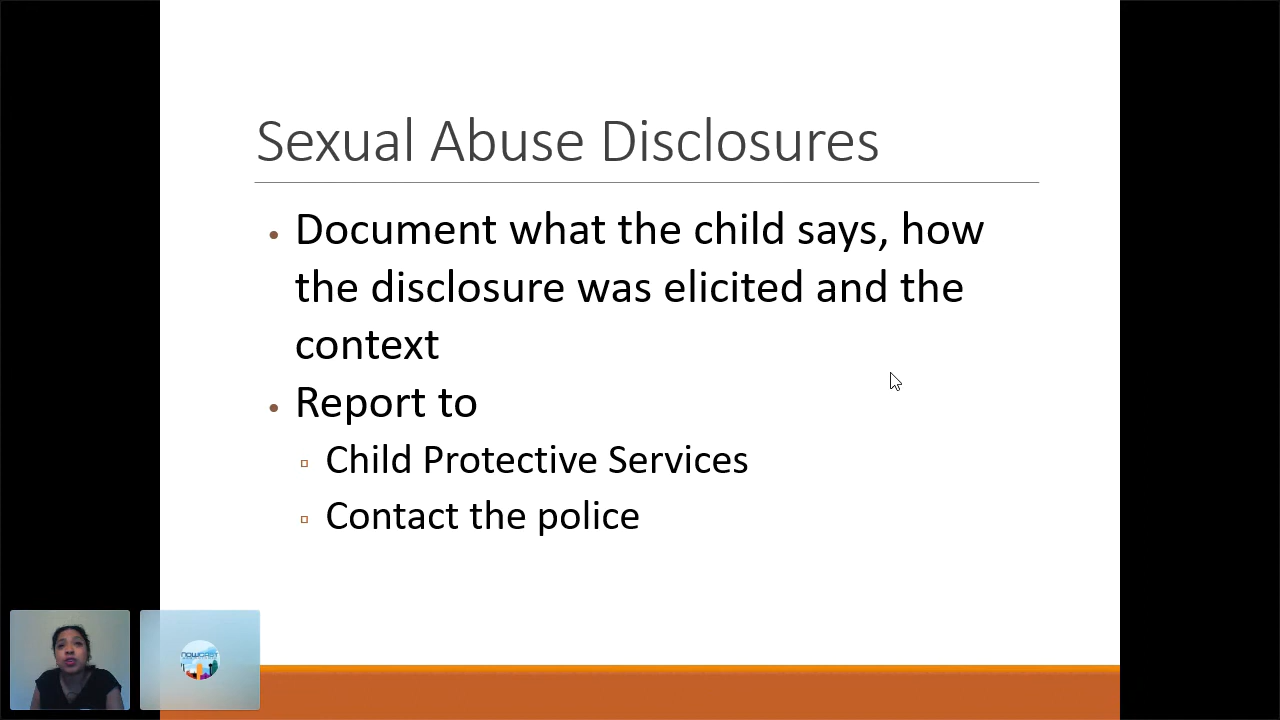 Sexual Abuse Disclosures
• Document what the child says, how
the disclosure was elicited and the
context
• Report to
▫ Child Protective Services
▫ Contact the police
NOWCAST